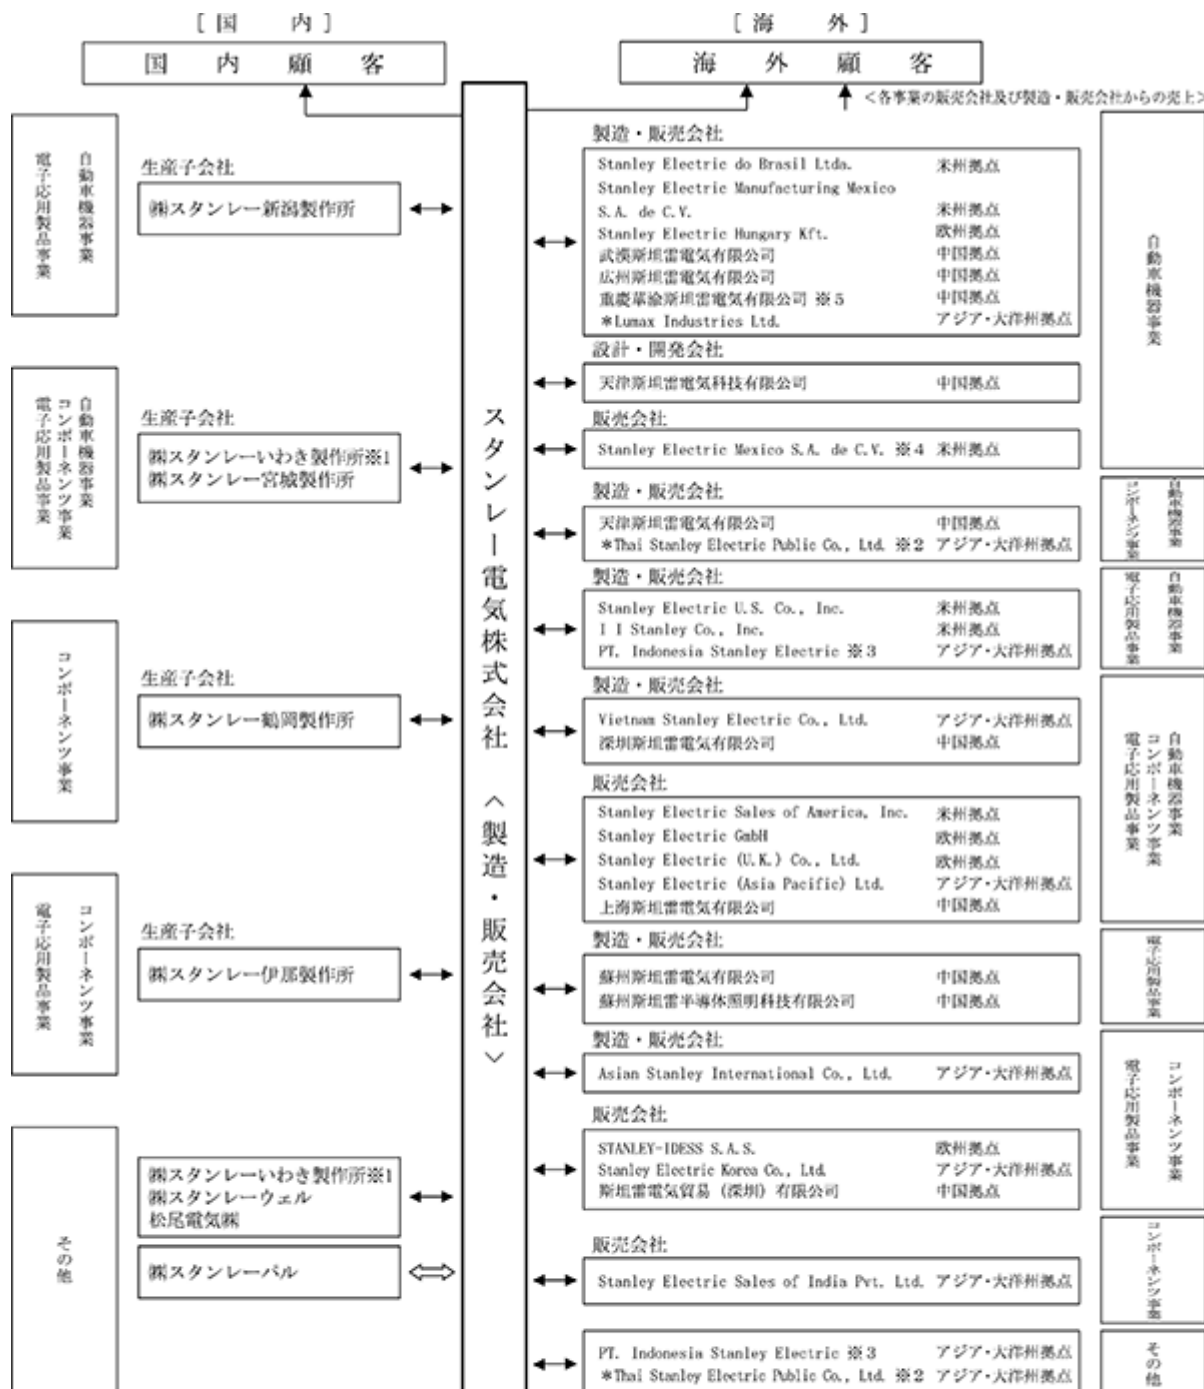 [国 内]
国 内 顧 客
[海 外]
海 外 顧 客
<各事業の販売会社及び製造・販売会社からの売上>
自動車機器事業
電子応用製品事業
生産子会社
㈱スタンレー新潟製作所
自動車機器事業
コンポーネンツ事業
電子応用製品事業
生産子会社
㈱スタンレーいわき製作所※1
㈱スタンレー宮城製作所
コンポーネンツ事業
生産子会社
㈱スタンレー鶴岡製作所
コンポーネンツ事業
電子応用製品事業
生産子会社
㈱スタンレー伊那製作所
その他
㈱スタンレーいわき製作所※1
㈱スタンレーウェル
松尾電気㈱
㈱スタンレーパル
スタンレー電気株式会社 <製造・販売会社>
製造・販売会社
Stanley Electric do Brasil Ltda. 米州拠点
Stanley Electric Manufacturing Mexico
S.A. de C.V. 米州拠点
Stanley Electric Hungary Kft. 欧州拠点
武漢斯坦雷電気有限公司 中国拠点
広州斯坦雷電気有限公司 中国拠点
重慶華渝斯坦雷電気有限公司 ※5 中国拠点
*Lumax Industries Ltd. アジア・大洋州拠点
設計・開発会社
天津斯坦雷電気科技有限公司 中国拠点
販売会社
Stanley Electric Mexico S.A. de C.V. ※4 米州拠点
自動車機器事業
製造・販売会社
天津斯坦雷電気有限公司 中国拠点
*Thai Stanley Electric Public Co., Ltd. ※2 アジア・大洋州拠点
自動車機器事業
コンポーネンツ事業
製造・販売会社
Stanley Electric U.S. Co., Inc. 米州拠点
I I Stanley Co., Inc. 米州拠点
PT. Indonesia Stanley Electric ※3 アジア・大洋州拠点
自動車機器事業
電子応用製品事業
製造・販売会社
Vietnam Stanley Electric Co., Ltd. アジア・大洋州拠点
深圳斯坦雷電気有限公司 中国拠点
販売会社
Stanley Electric Sales of America, Inc. 米州拠点
Stanley Electric GmbH 欧州拠点
Stanley Electric (U.K.) Co., Ltd. 欧州拠点
Stanley Electric (Asia Pacific) Ltd. アジア・大洋州拠点
上海斯坦雷電気有限公司 中国拠点
自動車機器事業
コンポーネンツ事業
電子応用製品事業
製造・販売会社
蘇州斯坦雷電気有限公司 中国拠点
蘇州斯坦雷半導体照明科技有限公司 中国拠点
電子応用製品事業
製造・販売会社
Asian Stanley International Co., Ltd. アジア・大洋州拠点
販売会社
STANLEY-IDESS S.A.S. 欧州拠点
Stanley Electric Korea Co., Ltd. アジア・大洋州拠点
斯坦雷電気貿易（深圳）有限公司 中国拠点
コンポーネンツ事業
電子応用製品事業
販売会社
Stanley Electric Sales of India Pvt. Ltd. アジア・大洋州拠点
コンポーネンツ事業
PT. Indonesia Stanley Electric ※3 アジア・大洋州拠点
*Thai Stanley Electric Public Co., Ltd. ※2 アジア・大洋州拠点
その他